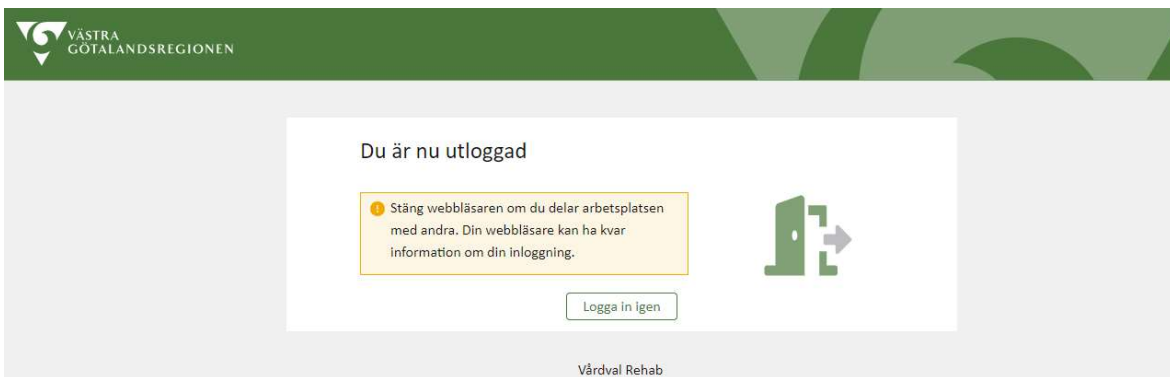 VÄSTRA
GÖTALANDSREGIONEN
Du är nu utloggad
Stäng webbläsaren om du delar arbetsplatsen
med andra. Din webbläsare kan ha kvar
information om din inloggning.
Logga in igen
Vårdval Rehab